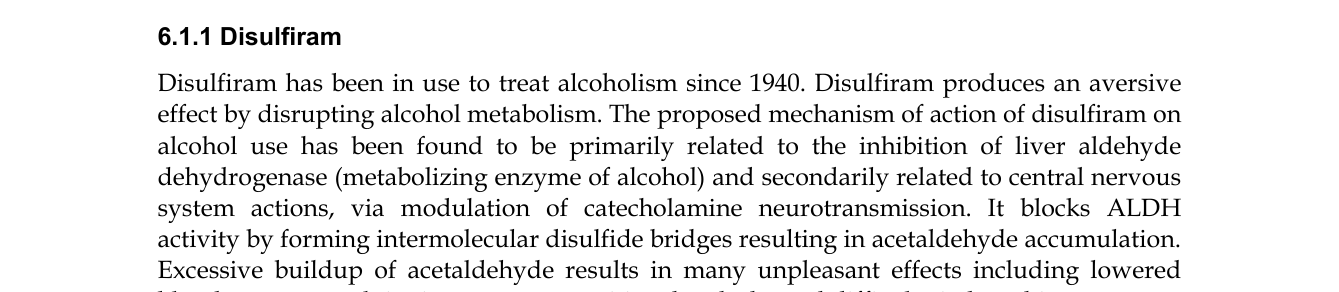 6.1.1 Disulfiram
Disulfiram has been in use to treat alcoholism since 1940. Disulfiram produces an aversive
effect by disrupting alcohol metabolism. The proposed mechanism of action of disulfiram on
alcohol use has been found to be primarily related to the inhibition of liver aldehyde
dehydrogenase (metabolizing enzyme of alcohol) and secondarily related to central nervous
system actions, via modulation of catecholamine neurotransmission. It blocks ALDH
activity by forming intermolecular disulfide bridges resulting in acetaldehyde accumulation.
Excessive buildup of acetaldehyde results in many unpleasant effects including lowered